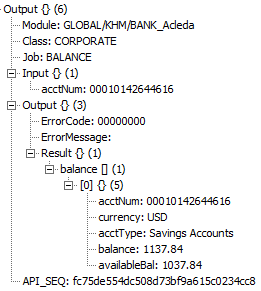 Output {} (6)
Module: GLOBAL/KHM/BANK_Acleda
Class: CORPORATE
Job: BALANCE
Input {} (1)
acctNum: 00010142644616
Output {} (3)
ErrorCode: 00000000
ErrorMessage:
Result {} (1)
balance [] (1)
[0] {} (5)
acctNum: 00010142644616
currency: USD
acctType: Savings Accounts
balance: 1137.84
availableBal: 1037.84
API_SEQ: fc75de554dc508d73bf9a615c0234cc8